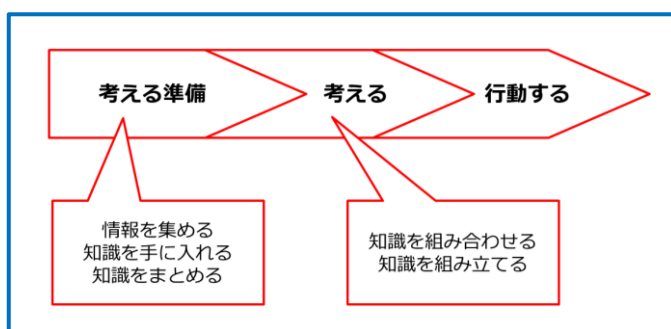 考える準備
考える
行動する
情報を集める
知識を手に入れる
知識をまとめる
知識を組み合わせる
知識を組み立てる